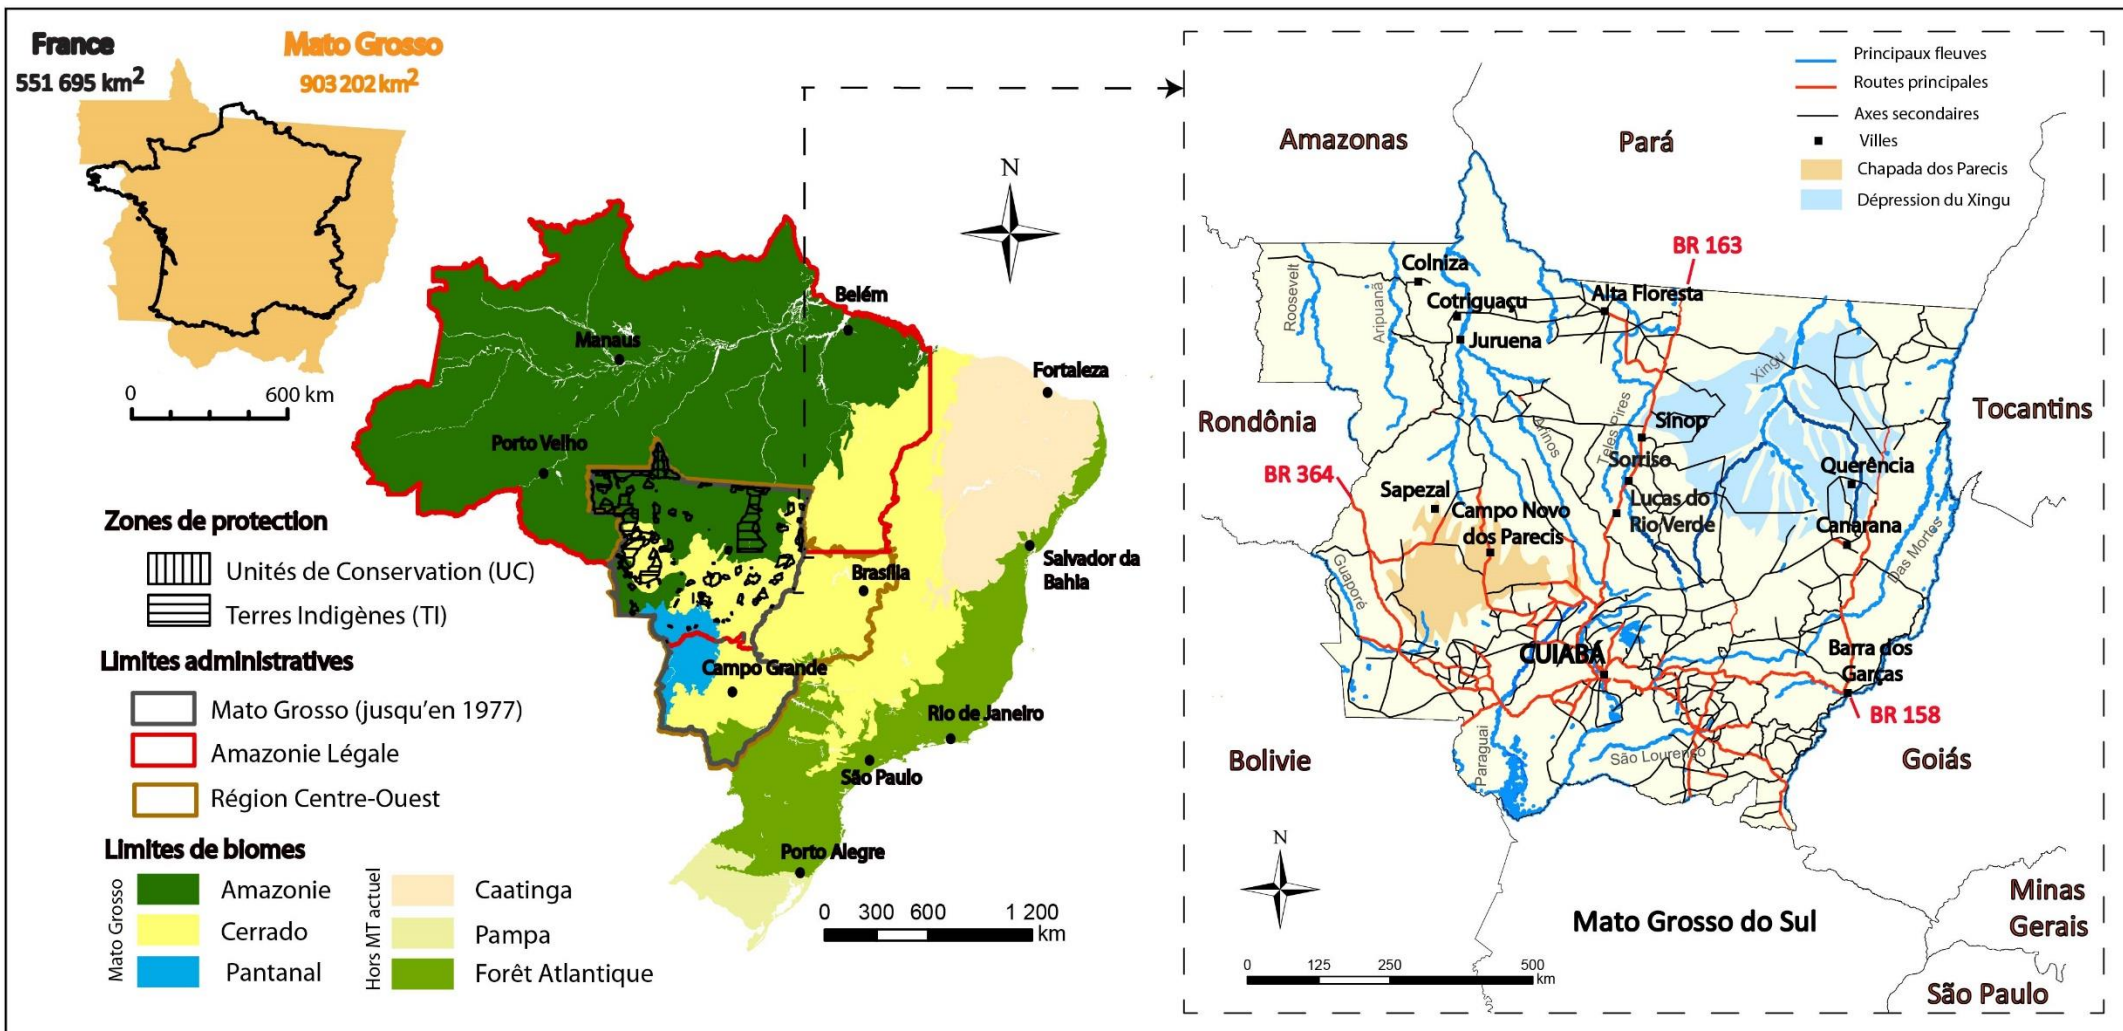 France
551 695 km²
Mato Grosso
903 202 km²
0 600 km
N
Belém
Manaus
Fortaleza
Porto Velho
Salvador da
Bahia
Brasília
Campo Grande
Rio de Janeiro
São Paulo
Porto Alegre
0 300 600 1 200
km
Zones de protection
Unités de Conservation (UC)
Terres Indigènes (TI)
Limites administratives
Mato Grosso (jusqu'en 1977)
Amazonie Légale
Région Centre-Ouest
Limites de biomes
Mato Grosso
Amazonie
Cerrado
Pantanal
Hors MT actuel
Caatinga
Pampa
Forêt Atlantique
Principaux fleuves
Routes principales
Axes secondaires
Villes
Chapada dos Parecis
Dépression du Xingu
Amazonas
Pará
BR 163
Colniza
Roosevelt
Aripuanã
Cotriguaçu
Alta Floresta
Juruena
Xingu
Rondônia
Tocantins
Arinos
Teles Pires
Sinop
Sorriso
Querência
BR 364
Sapezal
Campo Novo
dos Parecis
Lucas do
Rio Verde
Canarana
Das Mortes
Guaporé
CUIABÁ
Barra dos
Garças
BR 158
Paraguai
São Lourenço
Bolivie
Goiás
N
Mato Grosso do Sul
Minas
Gerais
São Paulo
0 125 250 500
km